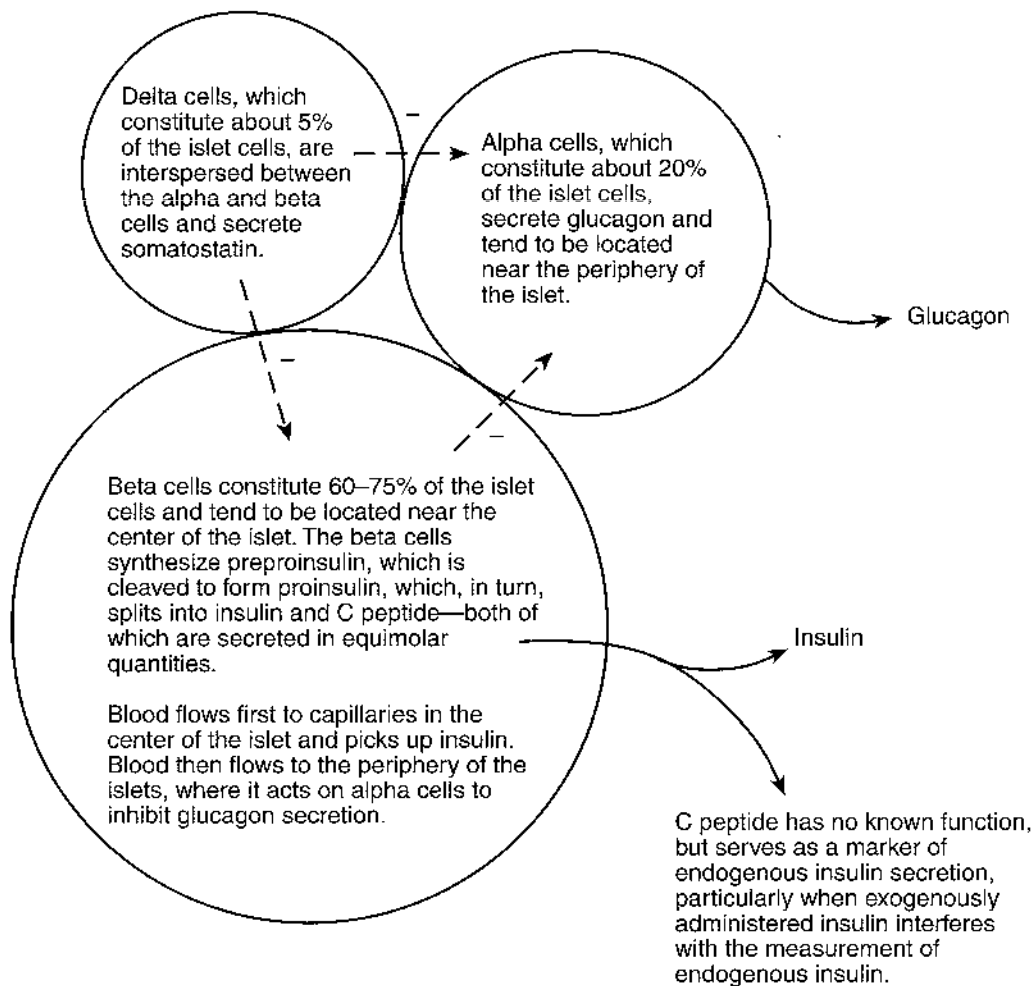 Delta cells, which
constitute about 5%
of the islet cells, are
interspersed between
the alpha and beta
cells and secrete
somatostatin.
–
Alpha cells, which
constitute about 20%
of the islet cells,
secrete glucagon and
tend to be located
near the periphery of
the islet.
Glucagon
–
–
Beta cells constitute 60–75% of the islet
cells and tend to be located near the
center of the islet. The beta cells
synthesize preproinsulin, which is
cleaved to form proinsulin, which, in turn,
splits into insulin and C peptide—both of
which are secreted in equimolar
quantities.
Insulin
Blood flows first to capillaries in the
center of the islet and picks up insulin.
Blood then flows to the periphery of the
islets, where it acts on alpha cells to
inhibit glucagon secretion.
C peptide has no known function,
but serves as a marker of
endogenous insulin secretion,
particularly when exogenously
administered insulin interferes
with the measurement of
endogenous insulin.